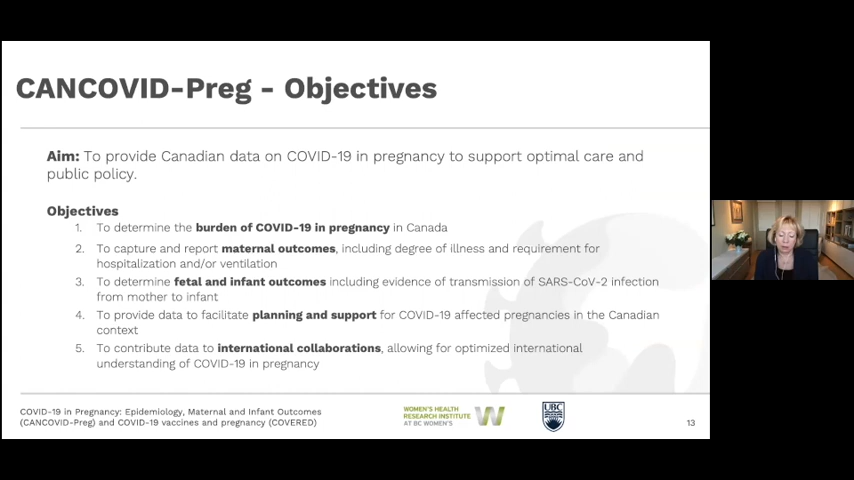 CANCOVID-Preg - Objectives
Aim: To provide Canadian data on COVID-19 in pregnancy to support optimal care and
public policy.
Objectives
1. To determine the burden of COVID-19 in pregnancy in Canada
2. To capture and report maternal outcomes, including degree of illness and requirement for
hospitalization and/or ventilation
3. To determine fetal and infant outcomes including evidence of transmission of SARS-CoV-2 infection
from mother to infant
4. To provide data to facilitate planning and support for COVID-19 affected pregnancies in the Canadian
context
5. To contribute data to international collaborations, allowing for optimized international
understanding of COVID-19 in pregnancy
COVID-19 in Pregnancy: Epidemiology, Maternal and Infant Outcomes
(CANCOVID-Preg) and COVID-19 vaccines and pregnancy (COVERED)
WOMEN'S HEALTH
RESEARCH INSTITUTE
AT BC WOMEN'S
W
UBC
13